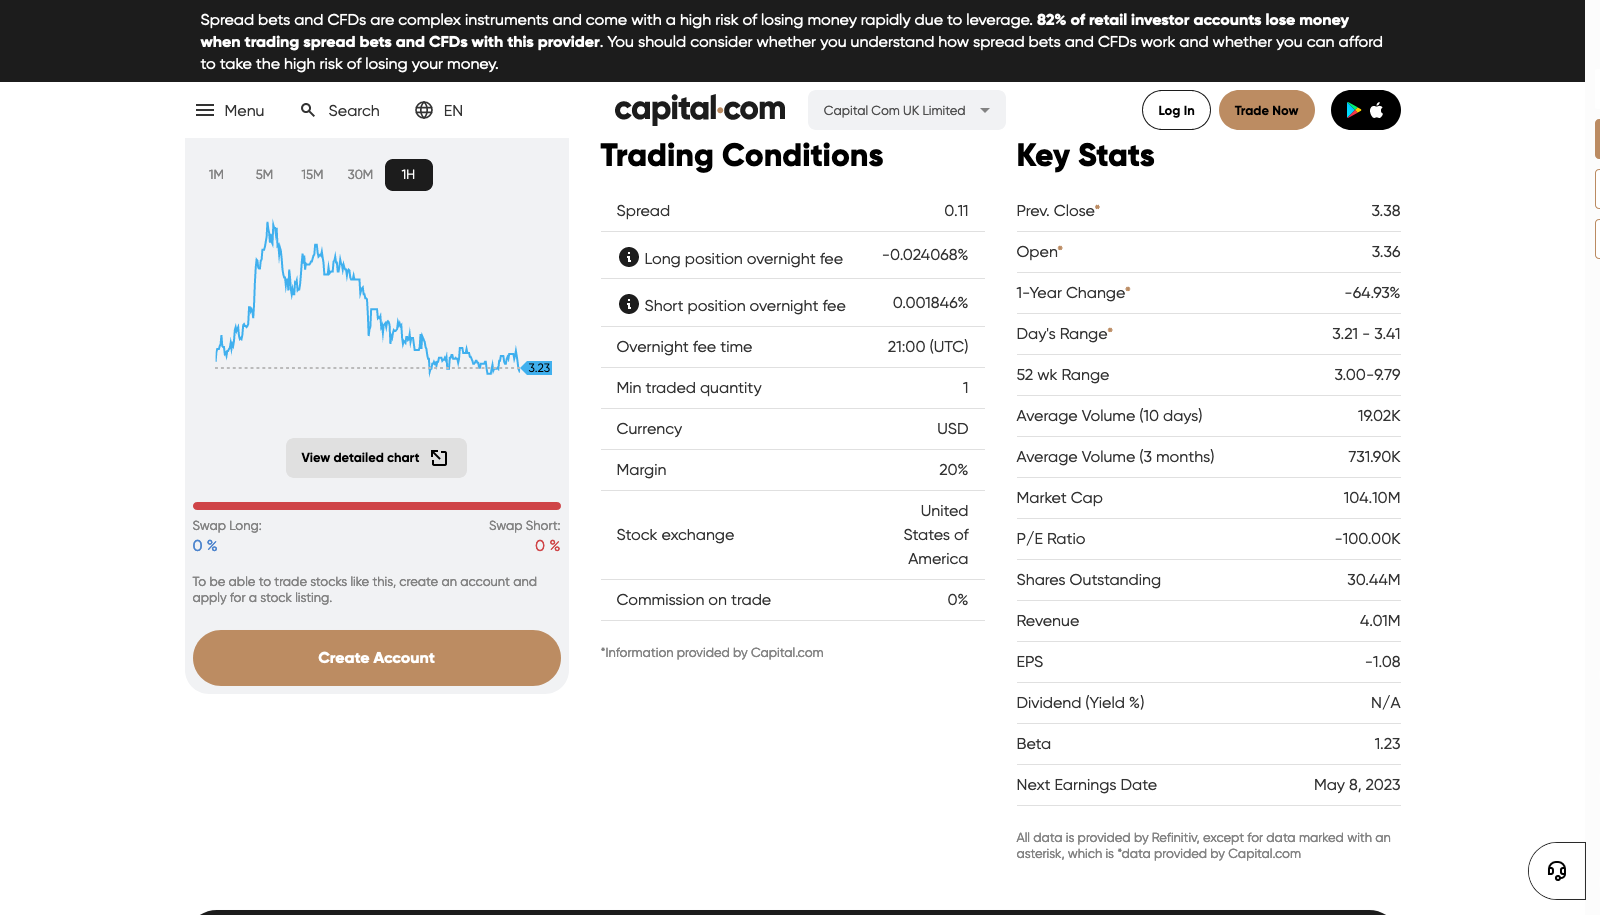 Spread bets and CFDs are complex instruments and come with a high risk of losing money rapidly due to leverage. 82% of retail investor accounts lose money
when trading spread bets and CFDs with this provider. You should consider whether you understand how spread bets and CFDs work and whether you can afford
to take the high risk of losing your money.
Menu
Search
EN
capital.com
Capital Com UK Limited
Log In
Trade Now
1M 5M 15M 30M 1H
3.23
View detailed chart
Swap Long: Swap Short:
0 % 0 %
To be able to trade stocks like this, create an account and
apply for a stock listing.
Create Account
Trading Conditions
Spread 0.11
Long position overnight fee -0.024068%
Short position overnight fee 0.001846%
Overnight fee time 21:00 (UTC)
Min traded quantity 1
Currency USD
Margin 20%
Stock exchange United
States of
America
Commission on trade 0%
*Information provided by Capital.com
Key Stats
Prev. Close* 3.38
Open* 3.36
1-Year Change* -64.93%
Day's Range* 3.21 - 3.41
52 wk Range 3.00-9.79
Average Volume (10 days) 19.02K
Average Volume (3 months) 731.90K
Market Cap 104.10M
P/E Ratio -100.00K
Shares Outstanding 30.44M
Revenue 4.01M
EPS -1.08
Dividend (Yield %) N/A
Beta 1.23
Next Earnings Date May 8, 2023
All data is provided by Refinitiv, except for data marked with an
asterisk, which is *data provided by Capital.com